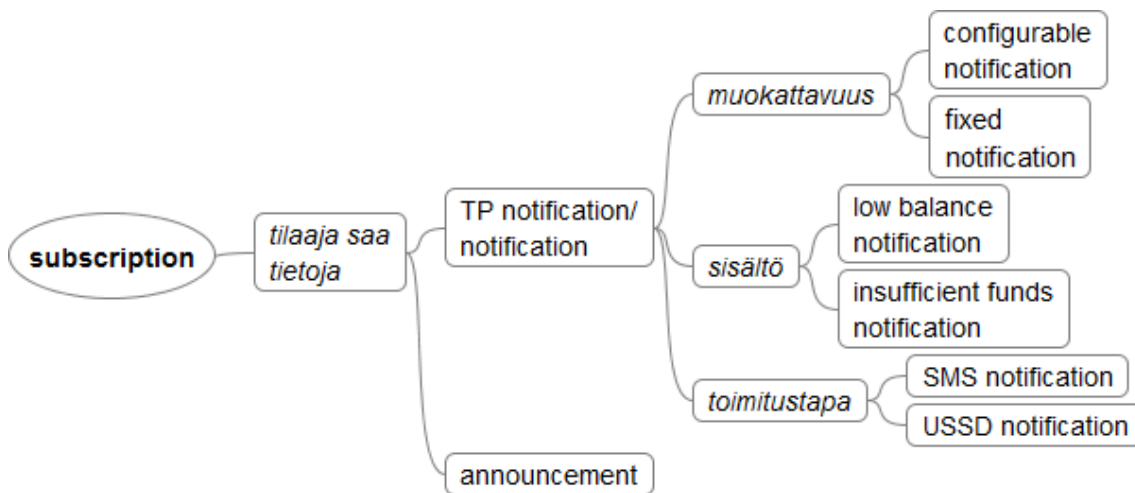 subscription
tilaaja saa
tietoja
TP notification/
notification
muokattavuus
configurable
notification
fixed
notification
sisältö
low balance
notification
insufficient funds
notification
toimitustapa
SMS notification
USSD notification
announcement